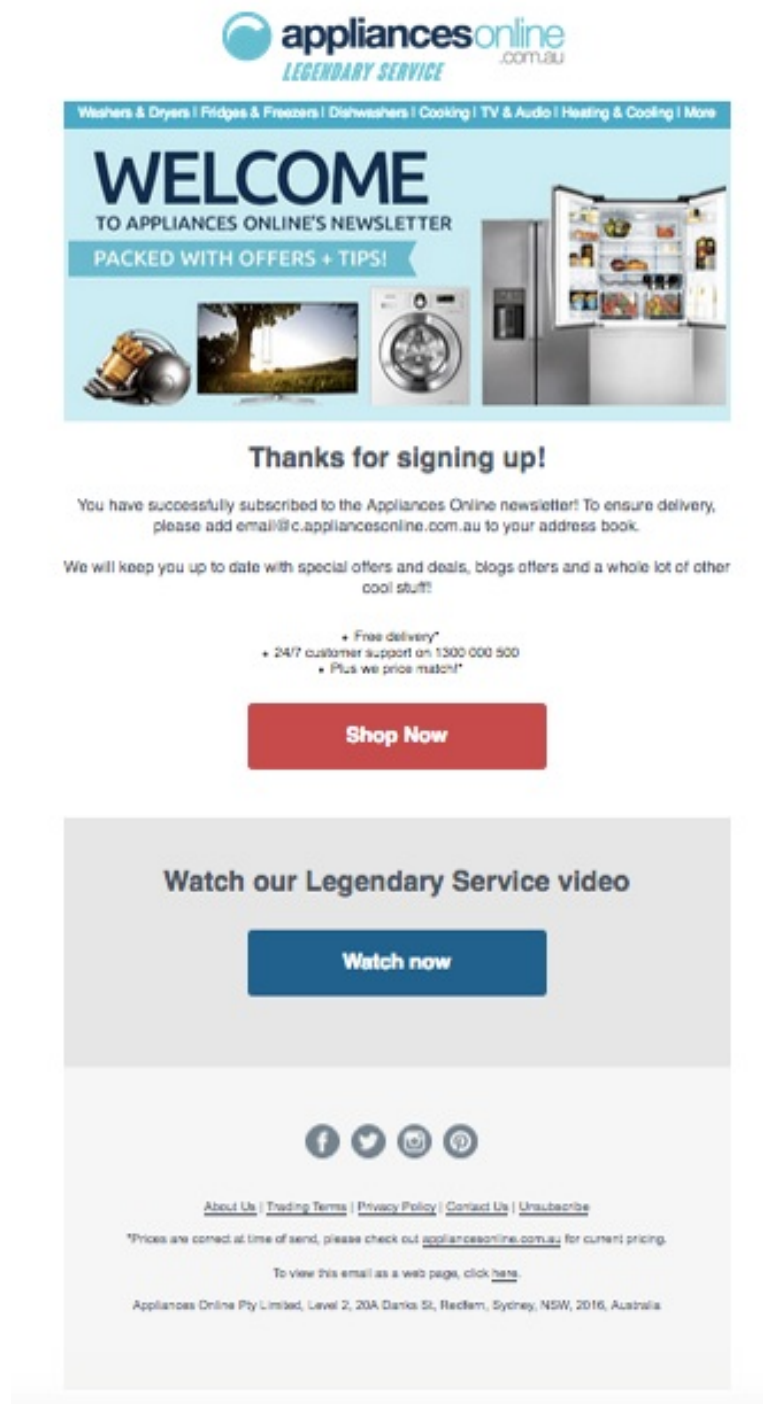 appliancesonline
.com.au
LEGENDARY SERVICE
Washers & Dryers | Fridges & Freezers | Dishwashers | Cooking | TV & Audio | Heating & Cooling | More
WELCOME
TO APPLIANCES ONLINE'S NEWSLETTER
PACKED WITH OFFERS + TIPS!
Thanks for signing up!
You have successfully subscribed to the Appliances Online newsletter! To ensure delivery,
please add email@c.appliancesonline.com.au to your address book.
We will keep you up to date with special offers and deals, blogs offers and a whole lot of other
cool stuff!
• Free delivery*
• 24/7 customer support on 1300 000 500
• Plus we price match!*
Shop Now
Watch our Legendary Service video
Watch now
About Us | Trading Terms | Privacy Policy | Contact Us | Unsubscribe
*Prices are correct at time of send, please check out appliancesonline.com.au for current pricing.
To view this email as a web page, click here.
Appliances Online Pty Limited, Level 2, 20A Danks St, Redfern, Sydney, NSW, 2016, Australia